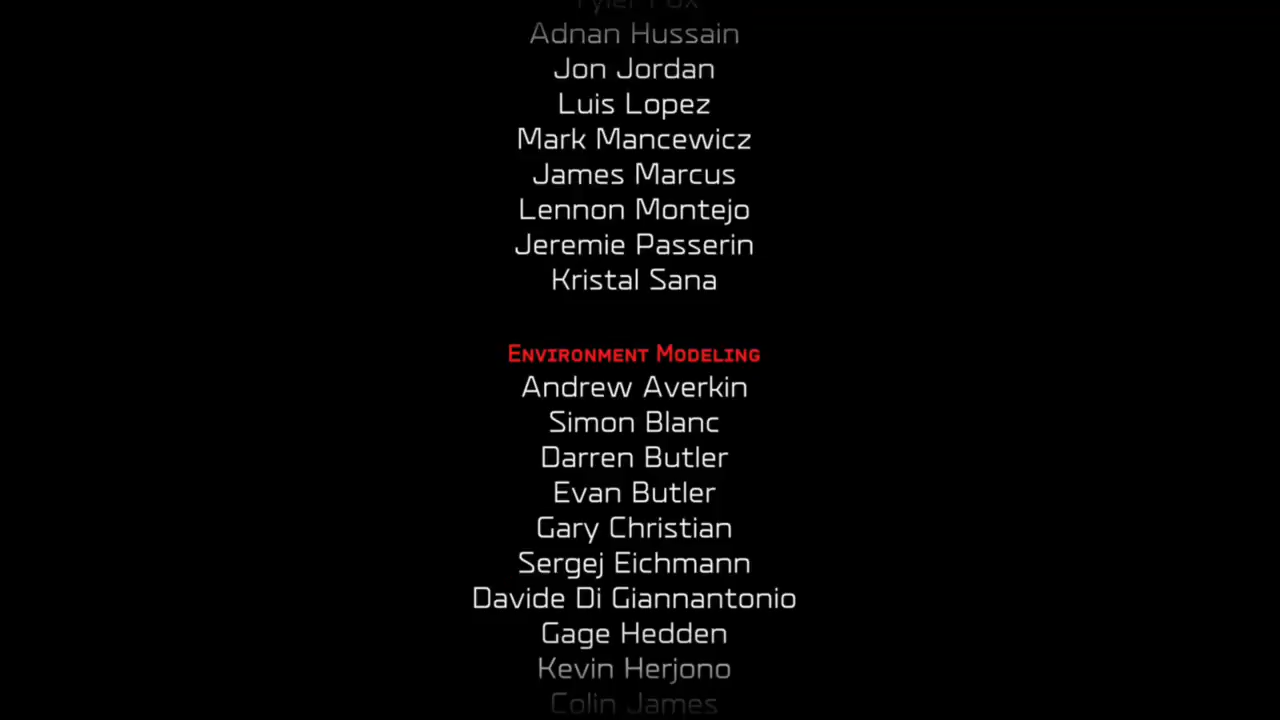 Tyler Fox
Adnan Hussain
Jon Jordan
Luis Lopez
Mark Mancewicz
James Marcus
Lennon Montejo
Jeremie Passerin
Kristal Sana
Environment Modeling
Andrew Averkin
Simon Blanc
Darren Butler
Evan Butler
Gary Christian
Sergej Eichmann
Davide Di Giannantonio
Gage Hedden
Kevin Herjono
Colin James